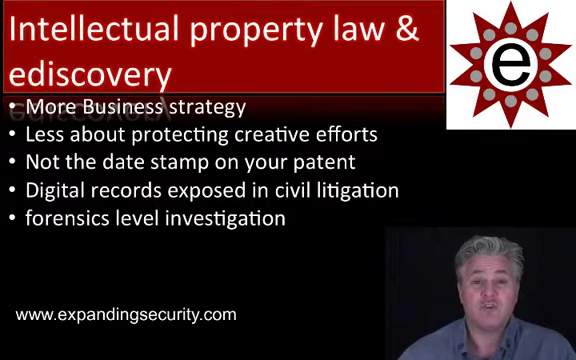 Intellectual property law &
ediscovery
• More Business strategy
• Less about protecting creative efforts
• Not the date stamp on your patent
• Digital records exposed in civil litigation
• forensics level investigation
www.expandingsecurity.com
e